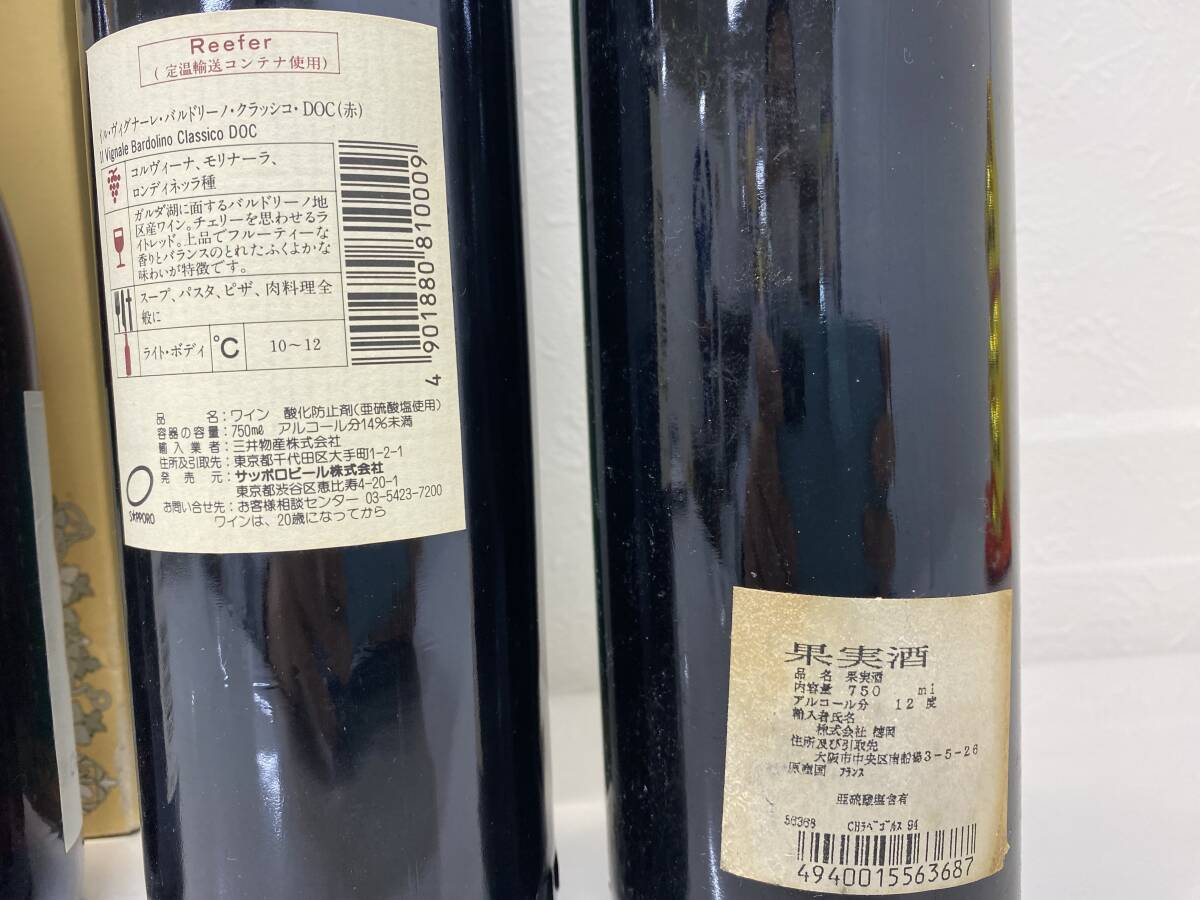 Reefer
(定温輸送コンテナ使用)
イル・ヴィグナーレ・バルドリーノ・クラッシコ・DOC(赤)
Il Vignale Bardolino Classico DOC
コルヴィーナ、モリナーラ、
ロンディネッラ種
ガルダ湖に面するバルドリーノ地
区産ワイン。チェリーを思わせるラ
イトレッド。上品でフルーティーな
香りとバランスのとれたふくよかな
味わいが特徴です。
スープ、パスタ、ピザ、肉料理全
般に
ライト・ボディ ℃ 10～12
4 901880 810009
品名:ワイン 酸化防止剤(亜硫酸塩使用)
容器の容量:750mℓ アルコール分14%未満
輸入業者:三井物産株式会社
住所及引取先:東京都千代田区大手町1-2-1
発売元:サッポロビール株式会社
東京都渋谷区恵比寿4-20-1
お問い合せ先:お客様相談センター 03-5423-7200
ワインは、20歳になってから
SAPPORO
果実酒
品名 果実酒
内容量 750 ml
アルコール分 12度
輸入者氏名
株式会社 徳岡
住所及び引取先
大阪市中央区南船場3-5-26
原産国 フランス
亜硫酸塩含有
56368 CHラベゴルス 94
4940015563687